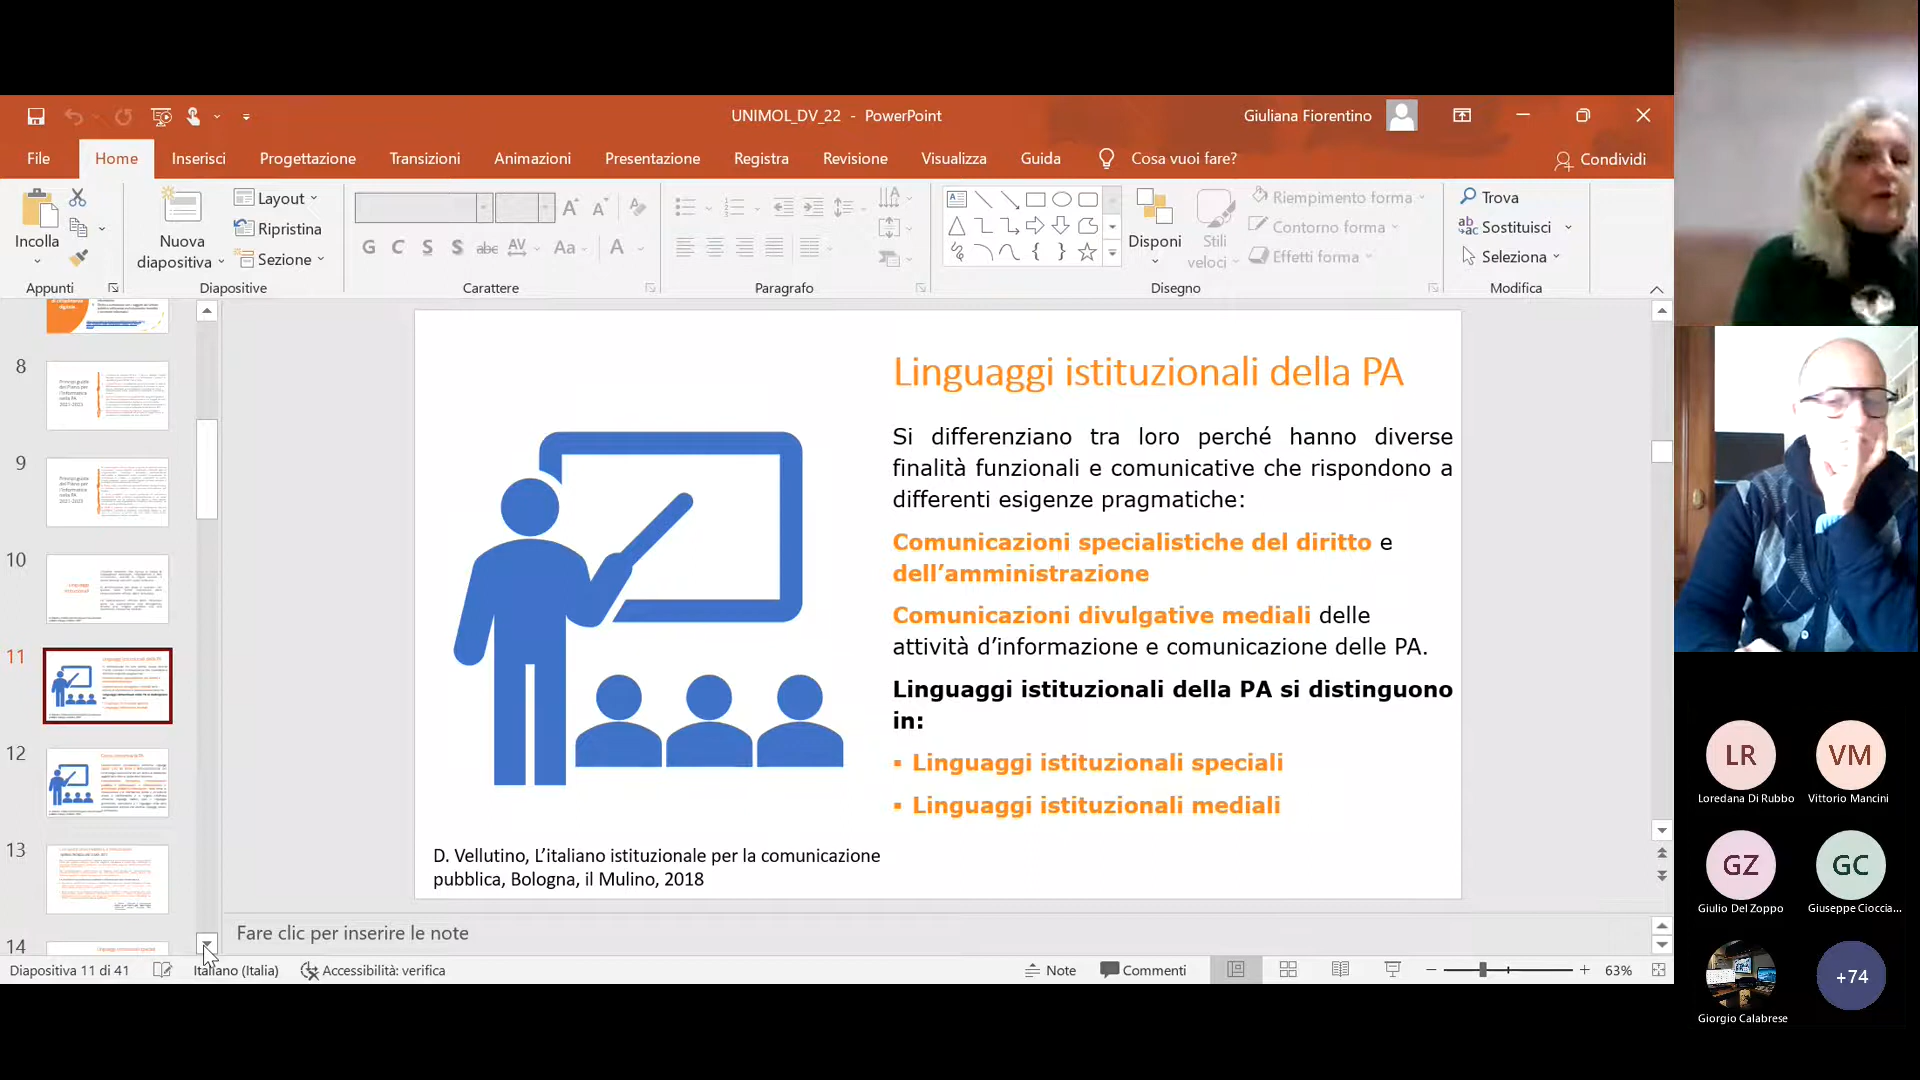 UNIMOL_DV_22 - PowerPoint
Giuliana Fiorentino
File
Home
Inserisci
Progettazione
Transizioni
Animazioni
Presentazione
Registra
Revisione
Visualizza
Guida
Cosa vuoi fare?
Condividi
Incolla
Appunti
Nuova
diapositiva
Layout
Ripristina
Sezione
Diapositive
G C S S abc AV Aa A
Carattere
Paragrafo
Disponi
Stili
veloci
Riempimento forma
Contorno forma
Effetti forma
Disegno
Trova
Sostituisci
Seleziona
Modifica
8
9
10
11
12
13
14
Linguaggi istituzionali della PA
Si differenziano tra loro perché hanno diverse
finalità funzionali e comunicative che rispondono a
differenti esigenze pragmatiche:
Comunicazioni specialistiche del diritto e
dell’amministrazione
Comunicazioni divulgative mediali delle
attività d’informazione e comunicazione delle PA.
Linguaggi istituzionali della PA si distinguono
in:
▪ Linguaggi istituzionali speciali
▪ Linguaggi istituzionali mediali
D. Vellutino, L’italiano istituzionale per la comunicazione
pubblica, Bologna, il Mulino, 2018
Fare clic per inserire le note
Diapositiva 11 di 41
Italiano (Italia)
Accessibilità: verifica
Note
Commenti
63%
LR
Loredana Di Rubbo
VM
Vittorio Mancini
GZ
Giulio Del Zoppo
GC
Giuseppe Cioccia...
Giorgio Calabrese
+74